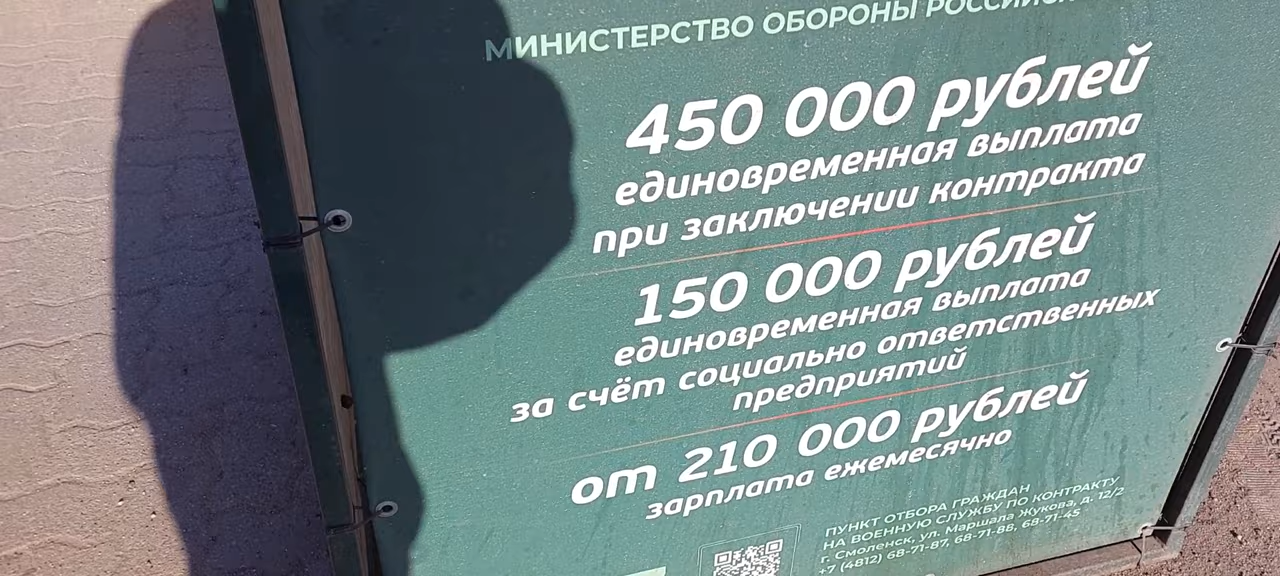 МИНИСТЕРСТВО ОБОРОНЫ
450 000 рублей
единовременная выплата
при заключении контракта
150 000 рублей
единовременная выплата
за счёт социально ответственных
предприятий
от 210 000 рублей
зарплата ежемесячно
ПУНКТ ОТБОРА ГРАЖДАН
НА ВОЕННУЮ СЛУЖБУ ПО КОНТРАКТУ
г. Смоленск, ул. Маршала Жукова, д. 12/2
+7 (4812) 68-71-87, 68-71-88, 68-71-45